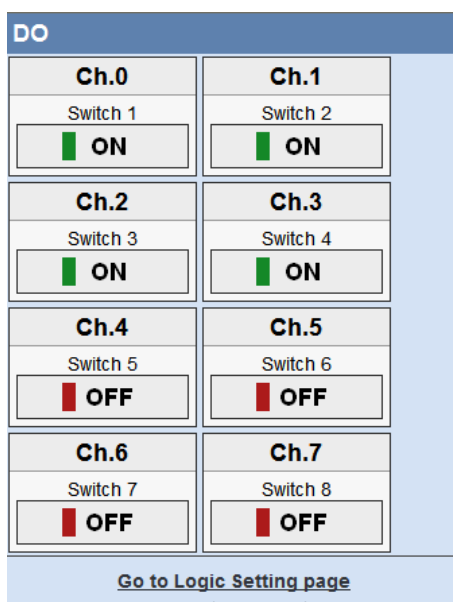 DO
Ch.0 Ch.1
Switch 1 Switch 2
ON ON
Ch.2 Ch.3
Switch 3 Switch 4
ON ON
Ch.4 Ch.5
Switch 5 Switch 6
OFF OFF
Ch.6 Ch.7
Switch 7 Switch 8
OFF OFF
Go to Logic Setting page